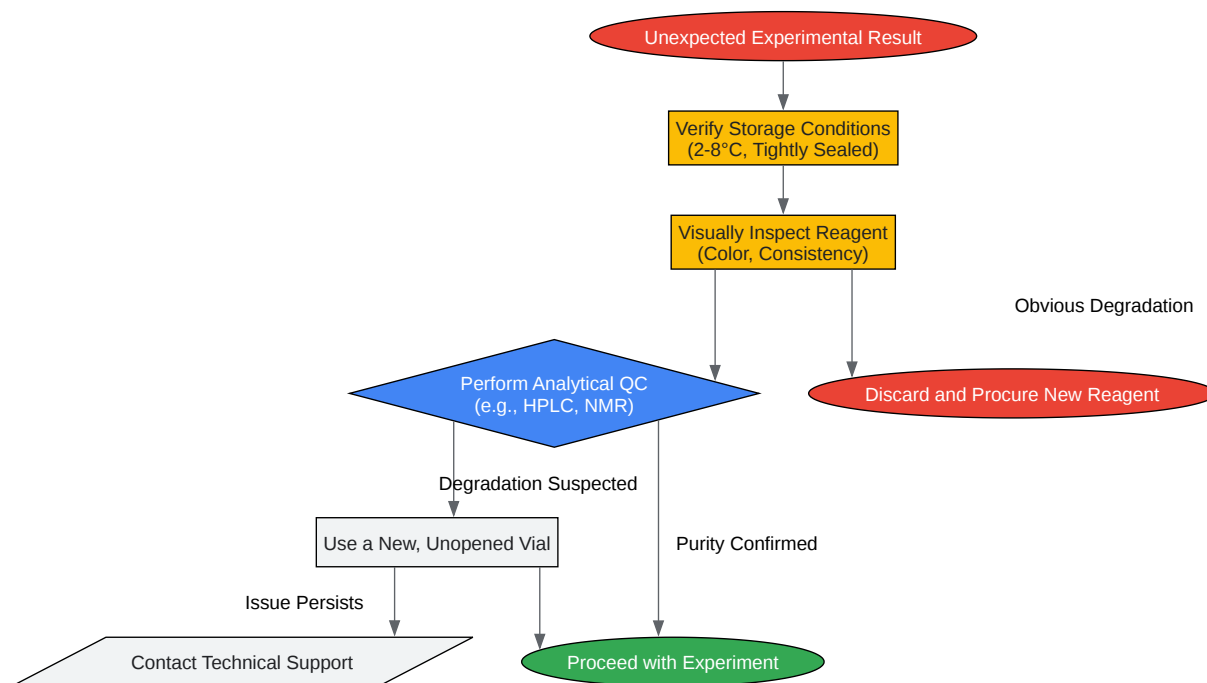 Unexpected Experimental Result
Verify Storage Conditions
(2-8°C, Tightly Sealed)
Visually Inspect Reagent
(Color, Consistency)
Obvious Degradation
Perform Analytical QC
(e.g., HPLC, NMR)
Discard and Procure New Reagent
Degradation Suspected
Use a New, Unopened Vial
Purity Confirmed
Issue Persists
Contact Technical Support
Proceed with Experiment